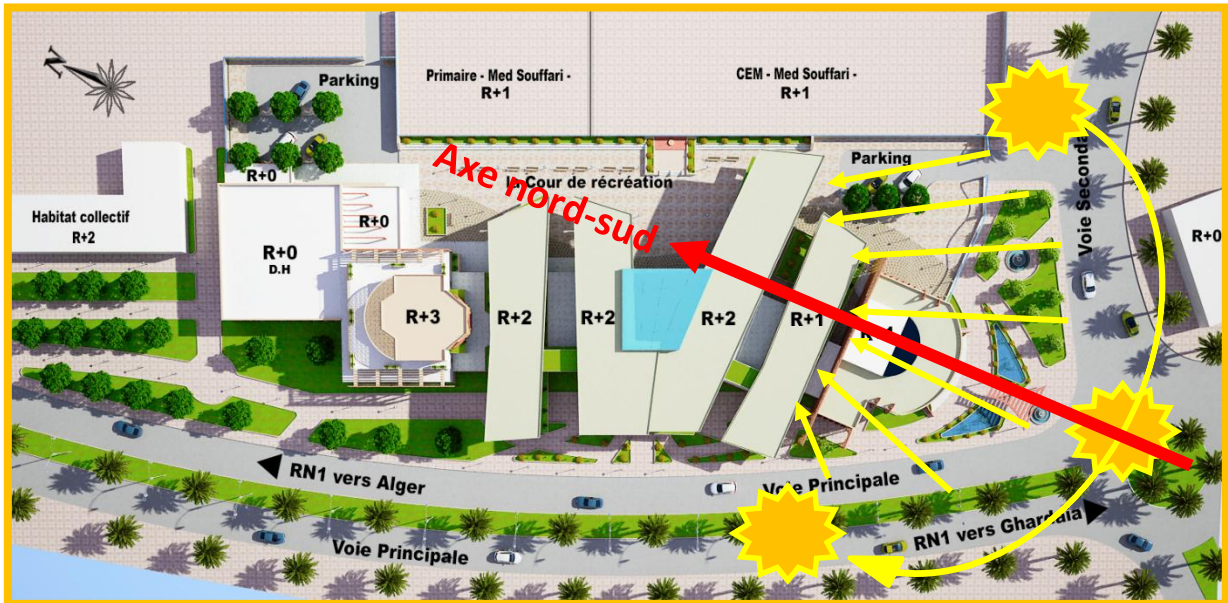 N
Parking
Primaire - Med Souffari -
R+1
CEM - Med Souffari -
R+1
Axe nord-sud
la Cour de récréation
Parking
R+0
Voie Seconda
Habitat collectif
R+2
R+0
D.H
R+0
R+0
R+3
R+2
R+2
R+2
R+1
RN1 vers Alger
Voie Principale
RN1 vers Ghardaia
Voie Principale